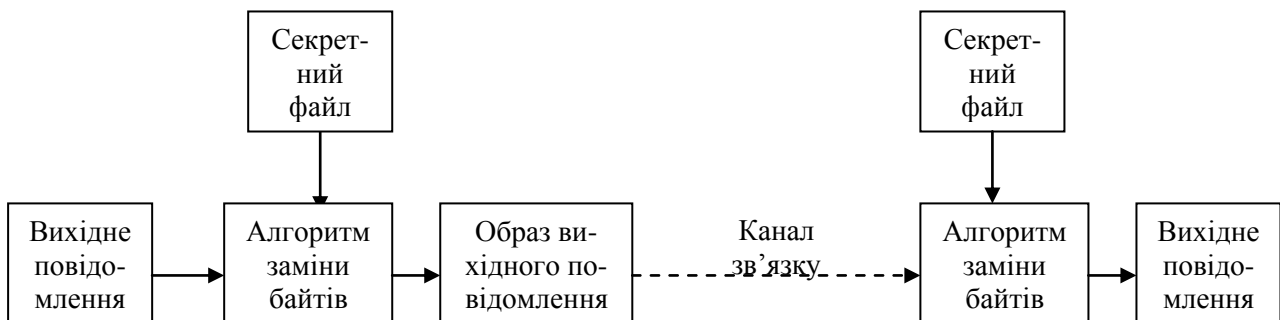 Секрет-
ний
файл
Секрет-
ний
файл
Вихідне
повідо-
млення
Алгоритм
заміни
байтів
Образ ви-
хідного по-
відомлення
Канал
зв’язку
Алгоритм
заміни
байтів
Вихідне
повідо-
млення